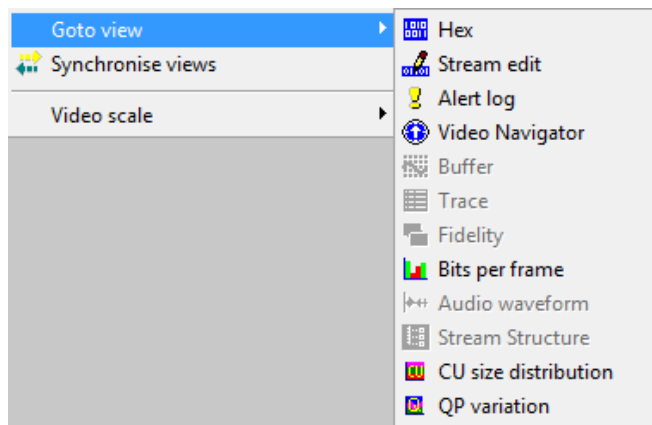 Goto view
Synchronise views
Video scale
Hex
Stream edit
Alert log
Video Navigator
Buffer
Trace
Fidelity
Bits per frame
Audio waveform
Stream Structure
CU size distribution
QP variation